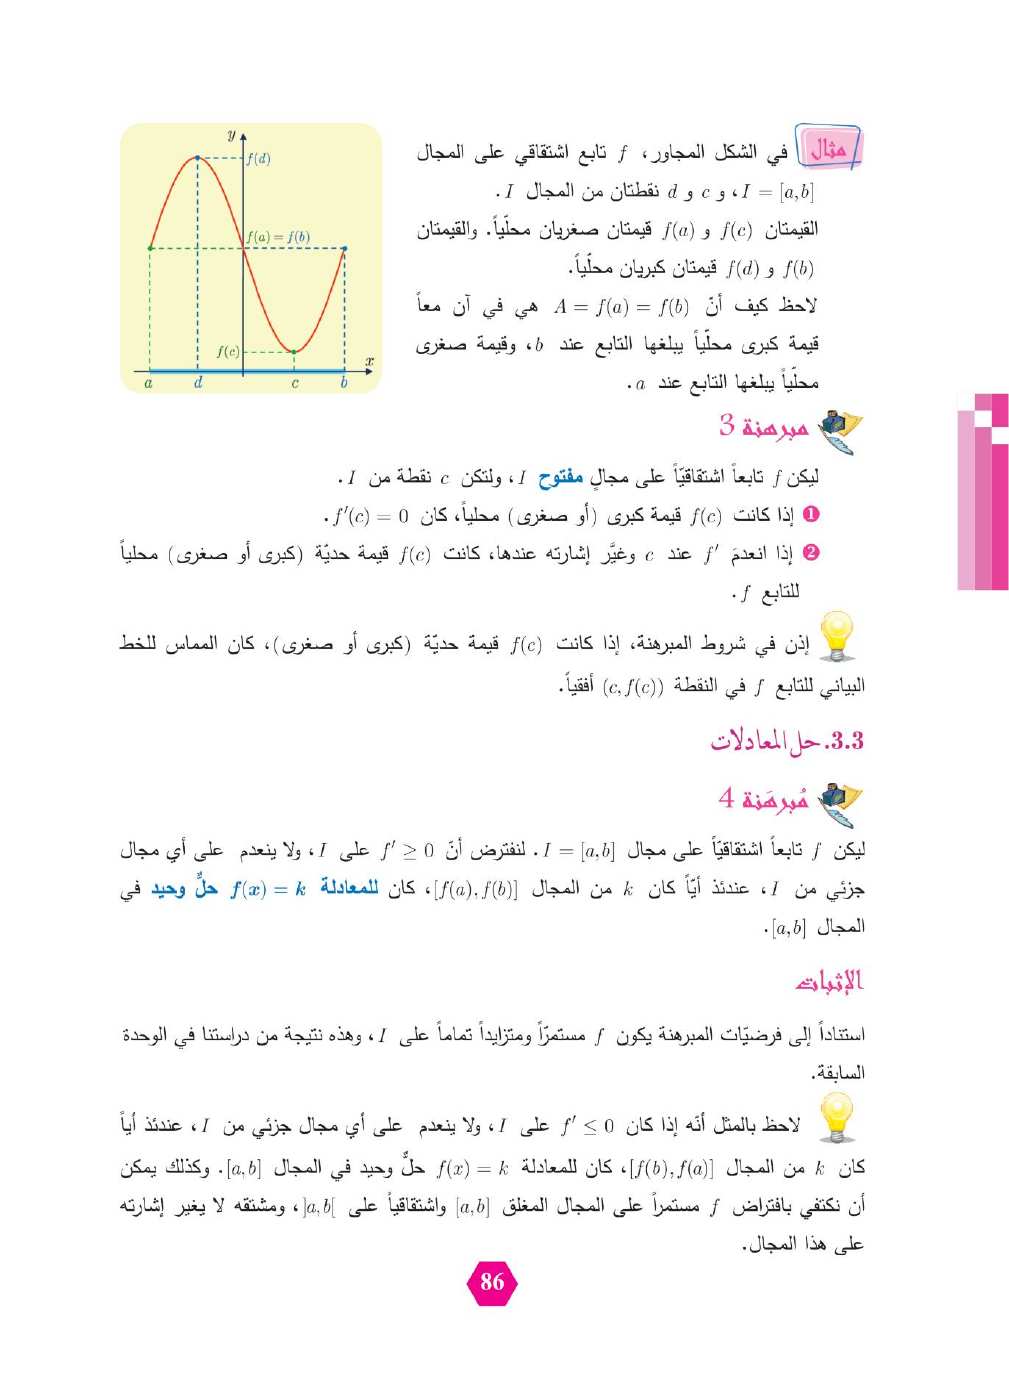 مثال في الشكل المجاور، f تابع اشتقاقي على المجال
I = [a,b]، و c و d نقطتان من المجال I.
القيمتان f(c) و f(a) قيمتان صغريان محلّياً. والقيمتان
f(b) و f(d) قيمتان كبريان محلّياً.
لاحظ كيف أنّ A = f(a) = f(b) هي في آن معاً
قيمة كبرى محلّياً يبلغها التابع عند b، وقيمة صغرى
محلّياً يبلغها التابع عند a.
y
f(d)
f(a) = f(b)
f(c)
x
a d c b
مبرهنة 3
ليكن f تابعاً اشتقاقيّاً على مجالٍ مفتوح I، ولتكن c نقطة من I.
❶ إذا كانت f(c) قيمة كبرى (أو صغرى) محلياً، كان f′(c) = 0.
❷ إذا انعدمَ f′ عند c وغيَّر إشارته عندها، كانت f(c) قيمة حديّة (كبرى أو صغرى) محلياً
للتابع f.
إذن في شروط المبرهنة، إذا كانت f(c) قيمة حديّة (كبرى أو صغرى)، كان المماس للخط
البياني للتابع f في النقطة (c, f(c)) أفقياً.
3.3. حل المعادلات
مُبرهَنة 4
ليكن f تابعاً اشتقاقيّاً على مجال I = [a,b]. لنفترض أنّ f′ ≥ 0 على I، ولا ينعدم على أي مجال
جزئي من I، عندئذ أيّاً كان k من المجال [f(a), f(b)]، كان للمعادلة f(x) = k حلٌّ وحيد في
المجال [a,b].
الإثبات
استناداً إلى فرضيّات المبرهنة يكون f مستمرّاً ومتزايداً تماماً على I، وهذه نتيجة من دراستنا في الوحدة
السابقة.
لاحظ بالمثل أنّه إذا كان f′ ≤ 0 على I، ولا ينعدم على أي مجال جزئي من I، عندئذ أياً
كان k من المجال [f(b), f(a)]، كان للمعادلة f(x) = k حلٌّ وحيد في المجال [a,b]. وكذلك يمكن
أن نكتفي بافتراض f مستمراً على المجال المغلق [a,b] واشتقاقياً على ]a,b[، ومشتقه لا يغير إشارته
على هذا المجال.
86